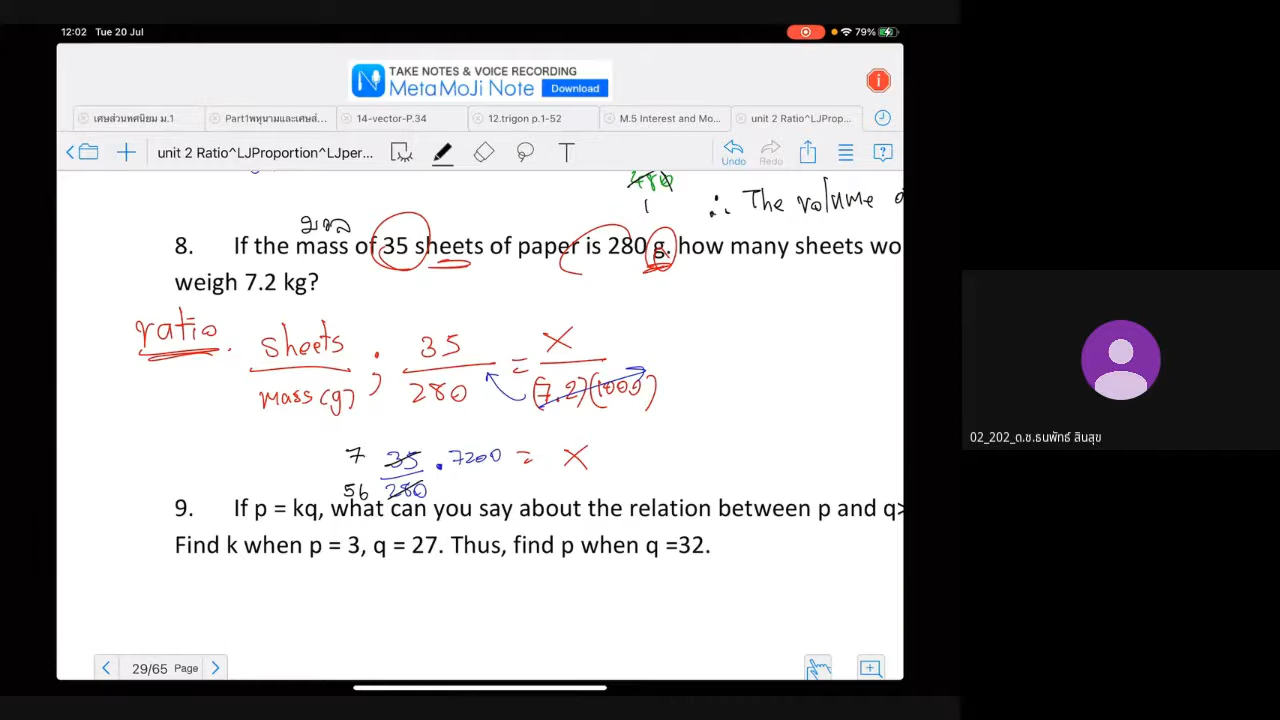 12:02 Tue 20 Jul
79%
TAKE NOTES & VOICE RECORDING
MetaMoJi Note Download
เศษส่วนทศนิยม ม.1
Part1พหุนามและเศษส่...
14-vector-P.34
12.trigon p.1-52
M.5 Interest and Mo...
unit 2 Ratio^LJProp...
unit 2 Ratio^LJProportion^LJper...
T
Undo
Redo
480
1
∴ The volume
มวล
8. If the mass of 35 sheets of paper is 280 g. how many sheets wo
weigh 7.2 kg?
ratio. sheets/mass(g) ; 35/280 = X/(7.2)(1000)
7 35/280 . 7200 = X
56
9. If p = kq, what can you say about the relation between p and q>
Find k when p = 3, q = 27. Thus, find p when q =32.
29/65 Page
02_202_ด.ช.ธนพัทธ์ สินสุข